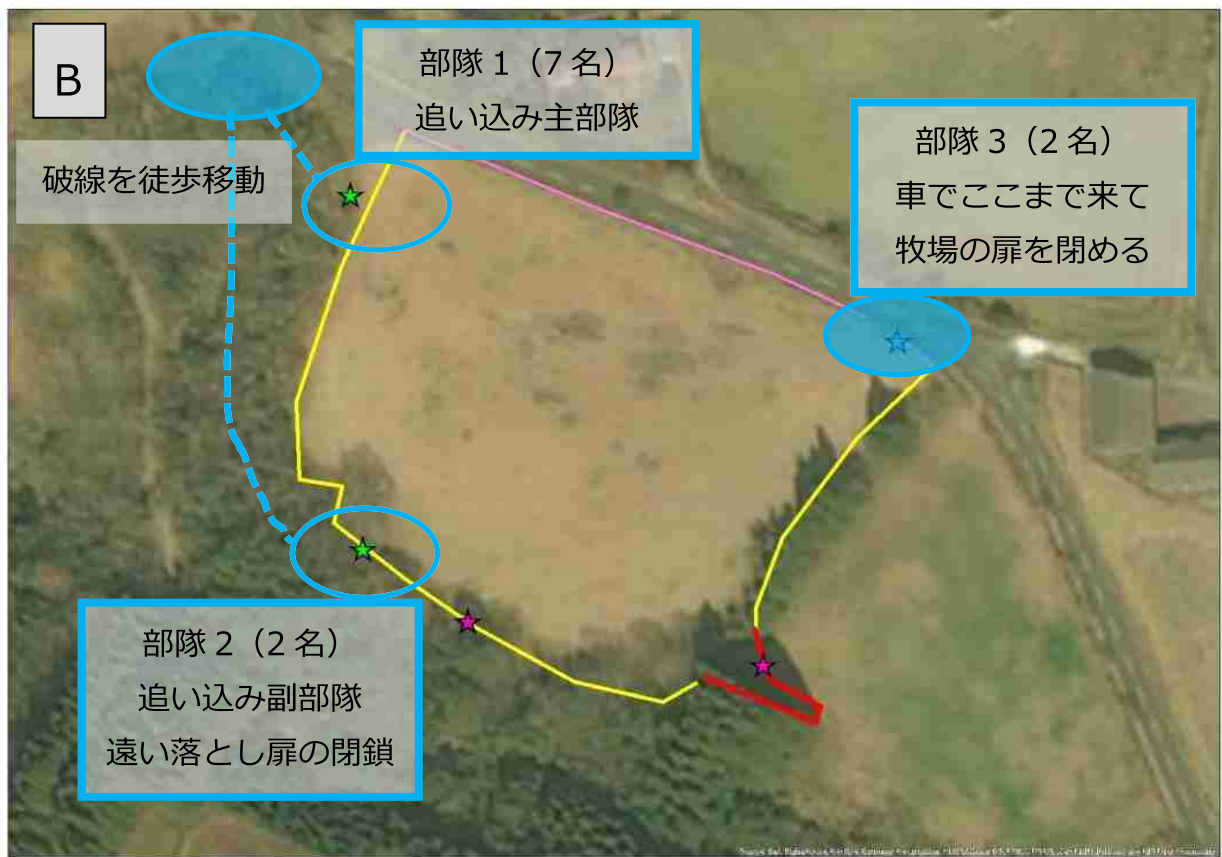 B
部隊1（7名）
追い込み主部隊
部隊3（2名）
車でここまで来て
牧場の扉を閉める
破線を徒歩移動
部隊2（2名）
追い込み副部隊
遠い落とし扉の閉鎖